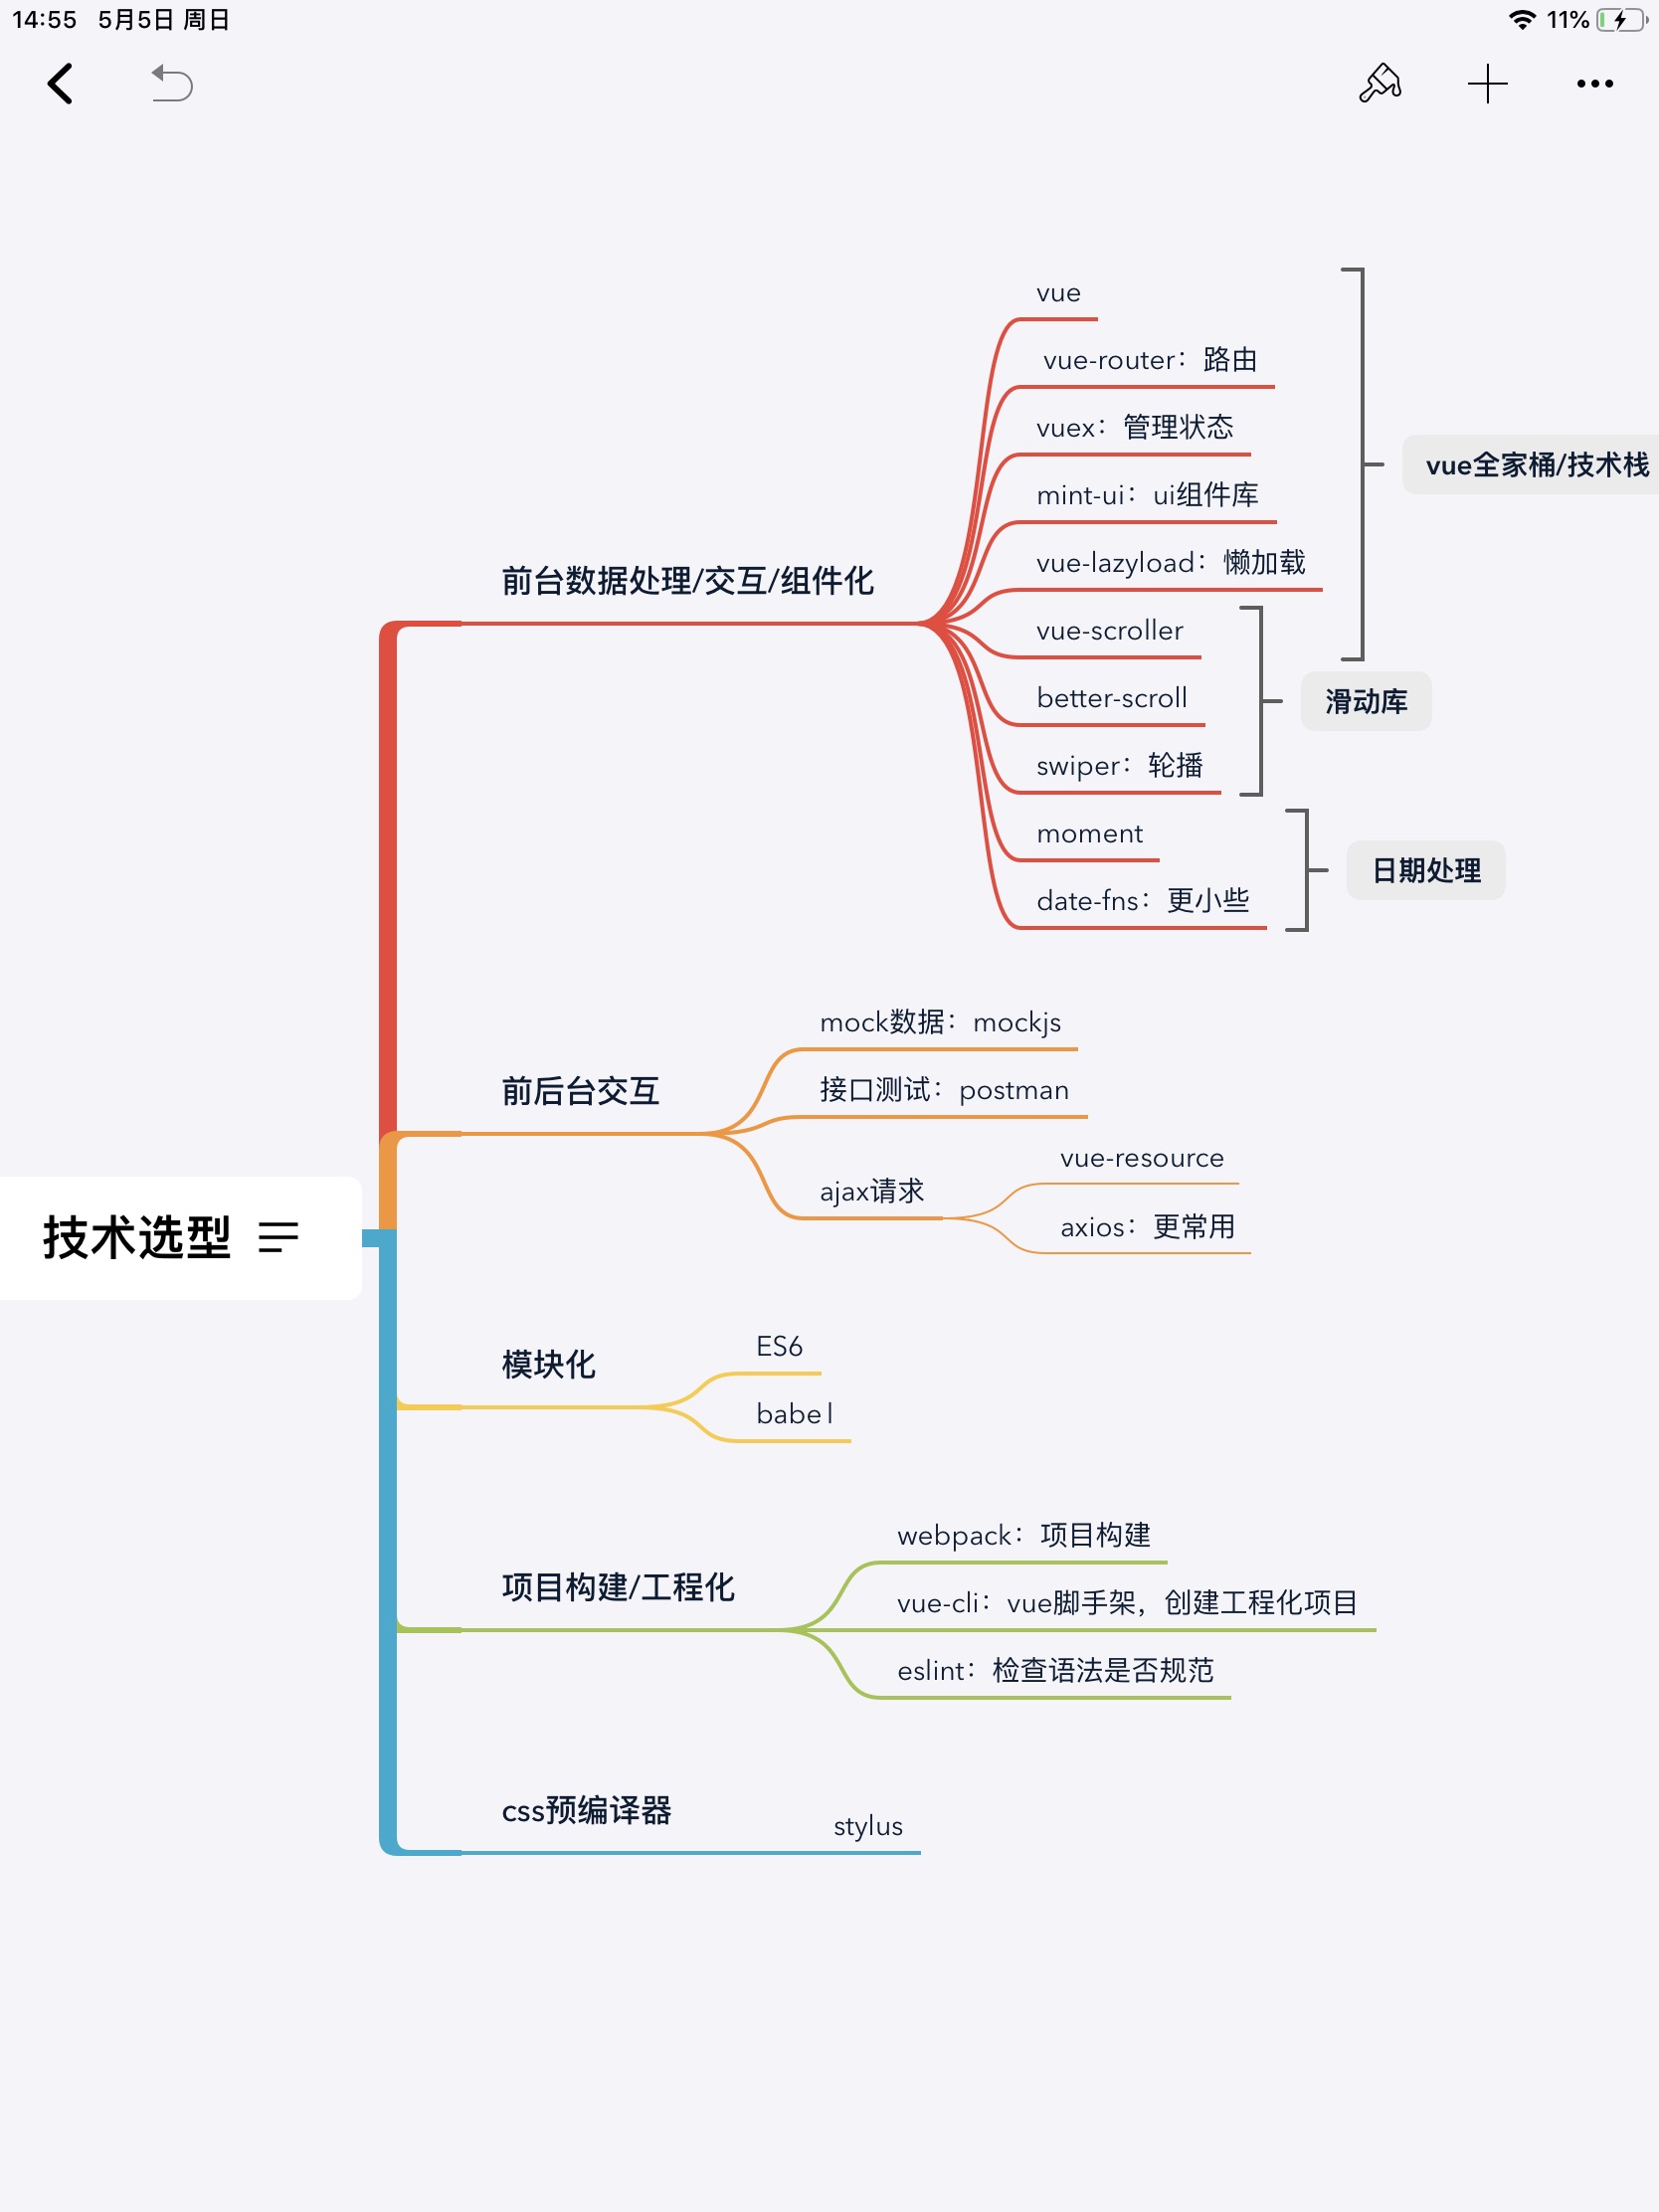 14:55 5月5日 周日
11%
vue
vue-router：路由
vuex：管理状态
vue全家桶/技术栈
mint-ui：ui组件库
vue-lazyload：懒加载
前台数据处理/交互/组件化
vue-scroller
better-scroll
滑动库
swiper：轮播
moment
日期处理
date-fns：更小些
mock数据：mockjs
前后台交互
接口测试：postman
vue-resource
ajax请求
axios：更常用
技术选型
ES6
模块化
babel
webpack：项目构建
项目构建/工程化
vue-cli：vue脚手架，创建工程化项目
eslint：检查语法是否规范
css预编译器
stylus